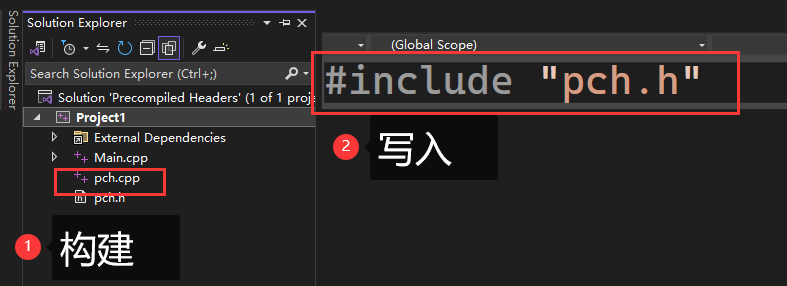 Solution Explorer
Solution Explorer
Search Solution Explorer (Ctrl+;)
Solution 'Precompiled Headers' (1 of 1 proje
Project1
External Dependencies
Main.cpp
pch.cpp
pch.h
1 构建
(Global Scope)
#include "pch.h"
2 写入